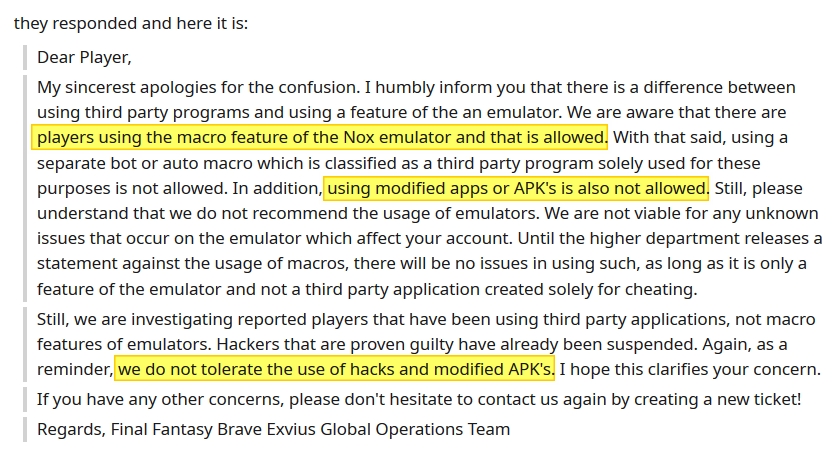 they responded and here it is:
Dear Player,
My sincerest apologies for the confusion. I humbly inform you that there is a difference between
using third party programs and using a feature of the an emulator. We are aware that there are
players using the macro feature of the Nox emulator and that is allowed. With that said, using a
separate bot or auto macro which is classified as a third party program solely used for these
purposes is not allowed. In addition, using modified apps or APK's is also not allowed. Still, please
understand that we do not recommend the usage of emulators. We are not viable for any unknown
issues that occur on the emulator which affect your account. Until the higher department releases a
statement against the usage of macros, there will be no issues in using such, as long as it is only a
feature of the emulator and not a third party application created solely for cheating.
Still, we are investigating reported players that have been using third party applications, not macro
features of emulators. Hackers that are proven guilty have already been suspended. Again, as a
reminder, we do not tolerate the use of hacks and modified APK's. I hope this clarifies your concern.
If you have any other concerns, please don't hesitate to contact us again by creating a new ticket!
Regards, Final Fantasy Brave Exvius Global Operations Team